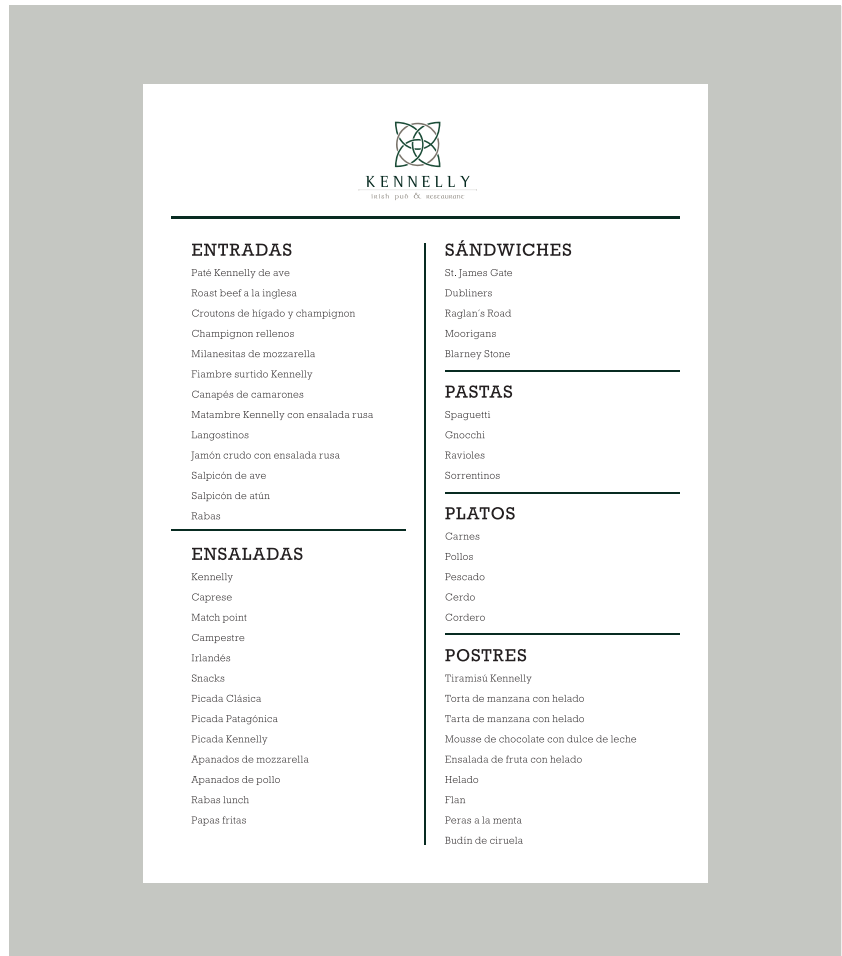 KENNELLY
Irish pub & Restaurant
ENTRADAS
Paté Kennelly de ave
Roast beef a la inglesa
Croutons de hígado y champignon
Champignon rellenos
Milanesitas de mozzarella
Fiambre surtido Kennelly
Canapés de camarones
Matambre Kennelly con ensalada rusa
Langostinos
Jamón crudo con ensalada rusa
Salpicón de ave
Salpicón de atún
Rabas
ENSALADAS
Kennelly
Caprese
Match point
Campestre
Irlandés
Snacks
Picada Clásica
Picada Patagónica
Picada Kennelly
Apanados de mozzarella
Apanados de pollo
Rabas lunch
Papas fritas
SÁNDWICHES
St. James Gate
Dubliners
Raglan´s Road
Moorigans
Blarney Stone
PASTAS
Spaguetti
Gnocchi
Ravioles
Sorrentinos
PLATOS
Carnes
Pollos
Pescado
Cerdo
Cordero
POSTRES
Tiramisú Kennelly
Torta de manzana con helado
Tarta de manzana con helado
Mousse de chocolate con dulce de leche
Ensalada de fruta con helado
Helado
Flan
Peras a la menta
Budín de ciruela